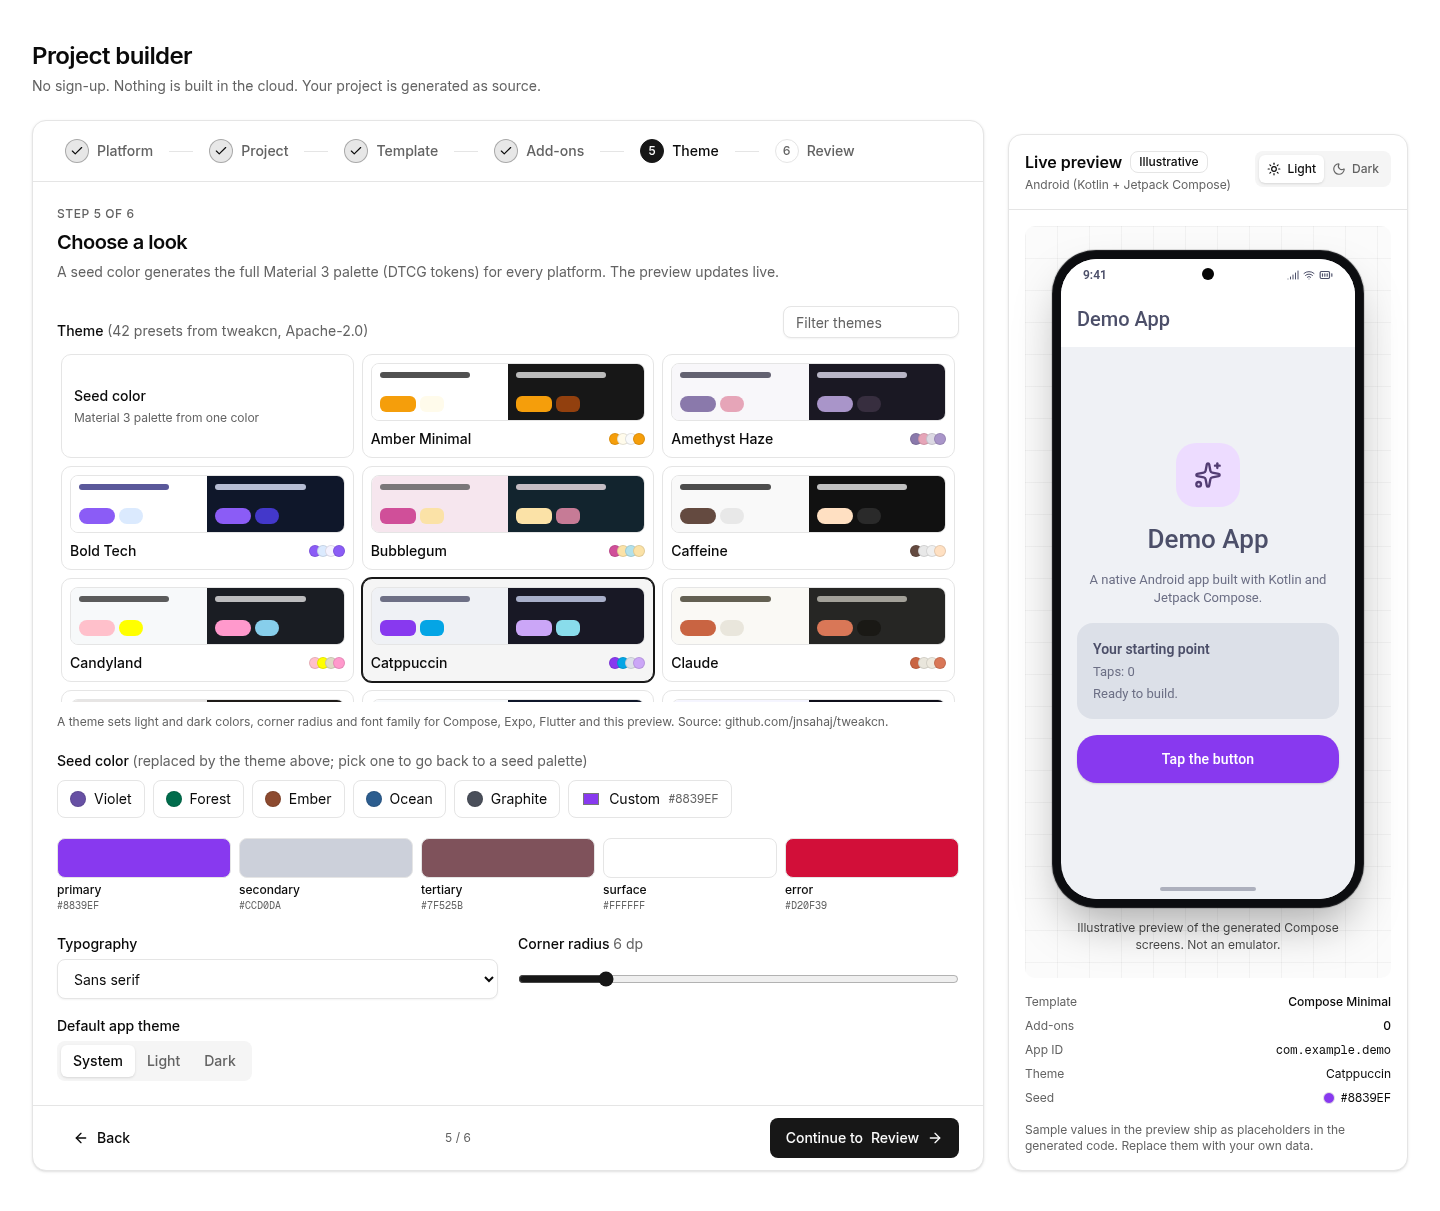 Project builder
No sign-up. Nothing is built in the cloud. Your project is generated as source.
Platform
Project
Template
Add-ons
5 Theme
6 Review
STEP 5 OF 6
Choose a look
A seed color generates the full Material 3 palette (DTCG tokens) for every platform. The preview updates live.
Theme (42 presets from tweakcn, Apache-2.0)
Filter themes
Seed color
Material 3 palette from one color
Amber Minimal
Amethyst Haze
Bold Tech
Bubblegum
Caffeine
Candyland
Catppuccin
Claude
A theme sets light and dark colors, corner radius and font family for Compose, Expo, Flutter and this preview. Source: github.com/jnsahaj/tweakcn.
Seed color (replaced by the theme above; pick one to go back to a seed palette)
Violet
Forest
Ember
Ocean
Graphite
Custom #8839EF
primary
#8839EF
secondary
#CCD0DA
tertiary
#7F525B
surface
#FFFFFF
error
#D20F39
Typography
Sans serif
Corner radius 6 dp
Default app theme
System
Light
Dark
Back
5 / 6
Continue to Review
Live preview
Illustrative
Android (Kotlin + Jetpack Compose)
Light
Dark
9:41
Demo App
Demo App
A native Android app built with Kotlin and
Jetpack Compose.
Your starting point
Taps: 0
Ready to build.
Tap the button
Illustrative preview of the generated Compose
screens. Not an emulator.
Template Compose Minimal
Add-ons 0
App ID com.example.demo
Theme Catppuccin
Seed #8839EF
Sample values in the preview ship as placeholders in the
generated code. Replace them with your own data.